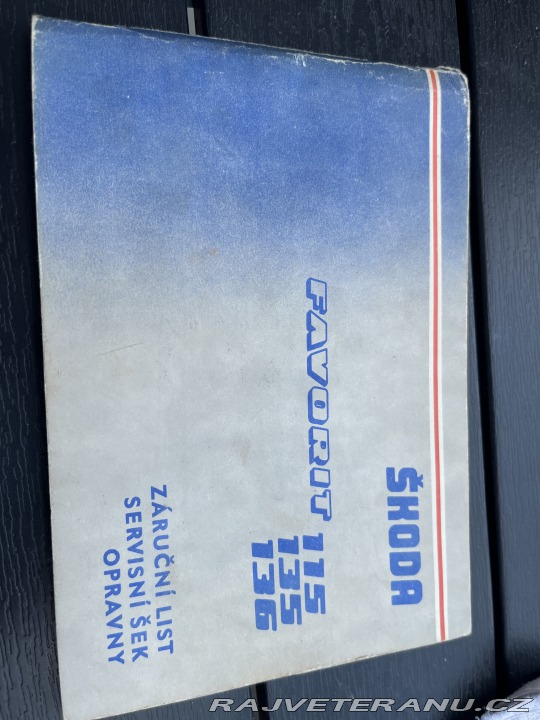 ŠKODA
FAVORIT 115
135
136
ZÁRUČNÍ LIST
SERVISNÍ ŠEK
OPRAVNY
RAJVETERANU.CZ